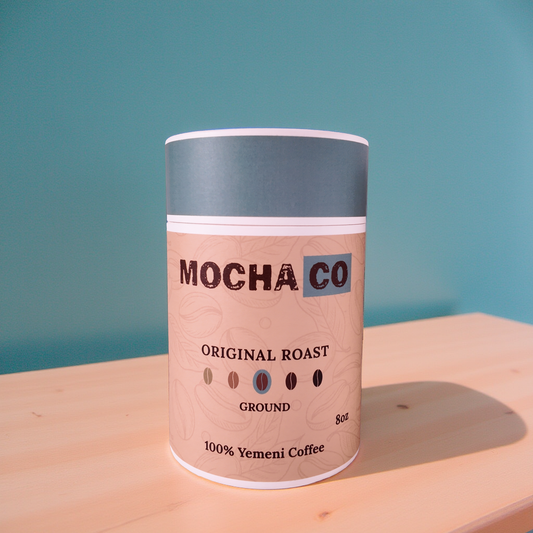 MOCHA CO
ORIGINAL ROAST
GROUND
8oz
100% Yemeni Coffee